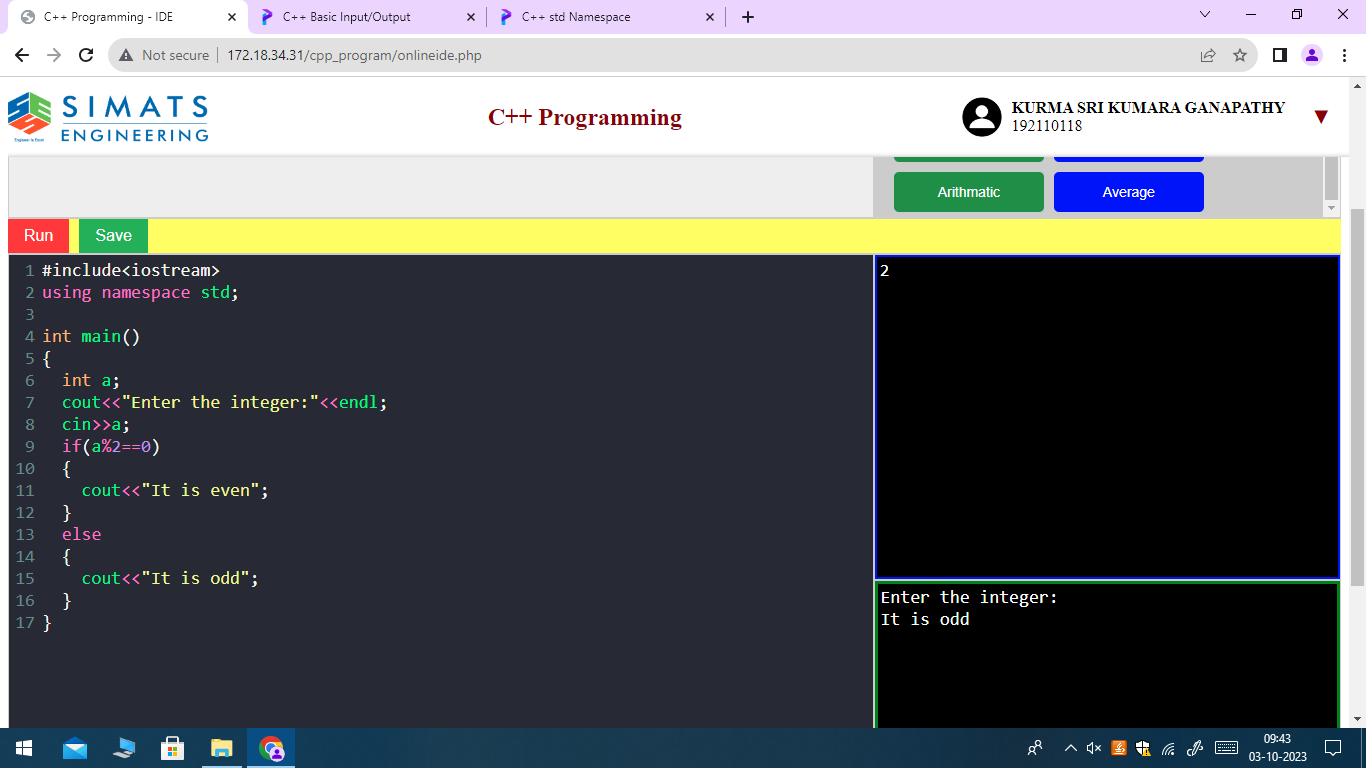 C++ Programming - IDE
C++ Basic Input/Output
C++ std Namespace
Not secure
172.18.34.31/cpp_program/onlineide.php
SIMATS
ENGINEERING
C++ Programming
KURMA SRI KUMARA GANAPATHY
192110118
Arithmatic
Average
Run
Save
1 #include<iostream>
2 using namespace std;
3
4 int main()
5 {
6 int a;
7 cout<<"Enter the integer:"<<endl;
8 cin>>a;
9 if(a%2==0)
10 {
11 cout<<"It is even";
12 }
13 else
14 {
15 cout<<"It is odd";
16 }
17 }
2
Enter the integer:
It is odd
09:43
03-10-2023